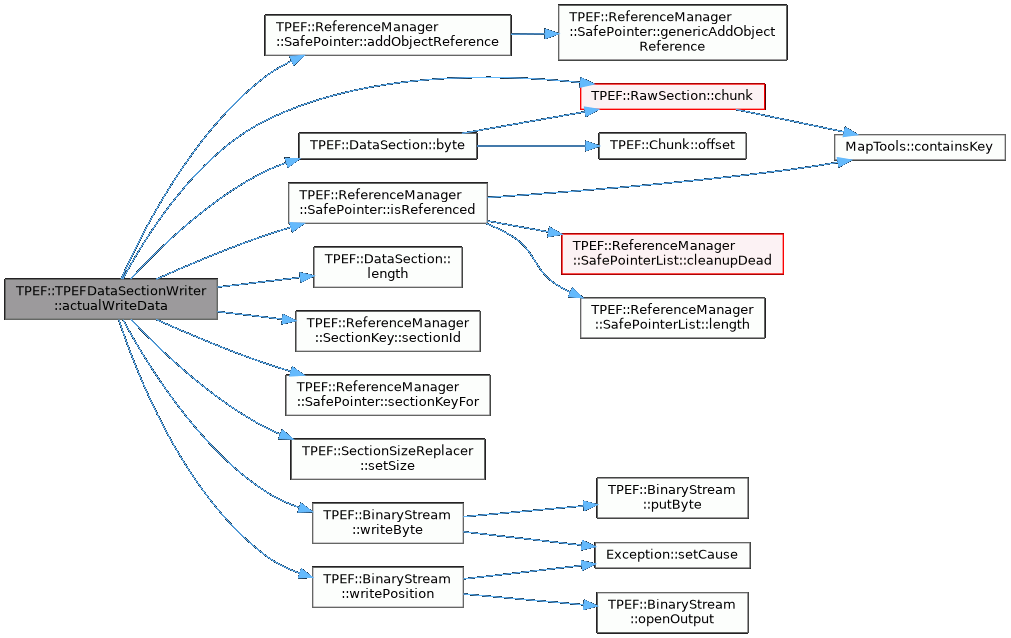 TPEF::TPEFDataSectionWriter
::actualWriteData
TPEF::ReferenceManager
::SafePointer::addObjectReference
TPEF::ReferenceManager
::SafePointer::genericAddObject
Reference
TPEF::RawSection::chunk
MapTools::containsKey
TPEF::DataSection::byte
TPEF::Chunk::offset
TPEF::ReferenceManager
::SafePointer::isReferenced
TPEF::ReferenceManager
::SafePointerList::cleanupDead
TPEF::ReferenceManager
::SafePointerList::length
TPEF::DataSection::
length
TPEF::ReferenceManager
::SectionKey::sectionId
TPEF::ReferenceManager
::SafePointer::sectionKeyFor
TPEF::SectionSizeReplacer
::setSize
TPEF::BinaryStream
::writeByte
TPEF::BinaryStream
::putByte
Exception::setCause
TPEF::BinaryStream
::writePosition
TPEF::BinaryStream
::openOutput